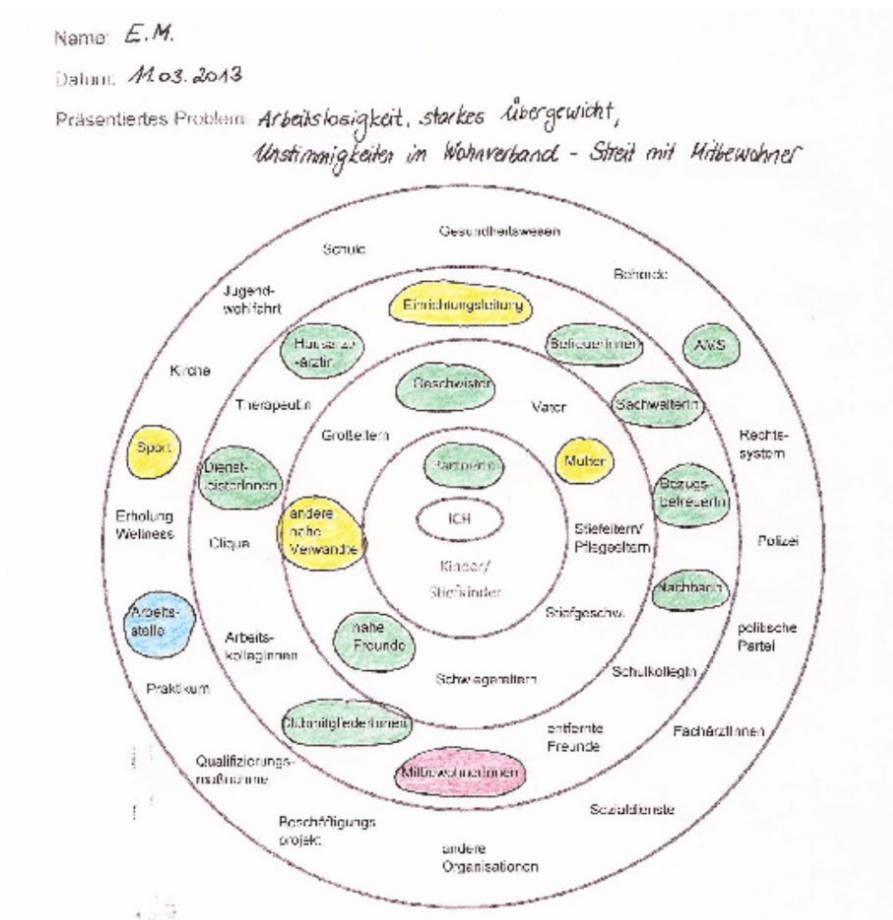 Name: E.M.
Datum: 11.03.2013
Präsentiertes Problem: Arbeitslosigkeit, starkes Übergewicht,
Unstimmigkeiten im Wohnverband - Streit mit Mitbewohner
Gesundheitswesen
Schule
Behörde
Jugend-
wohlfahrt
Einrichtungsleitung
Hausarzt
-ärztin
BetreuerInnen
AMS
Kirche
Geschwister
TherapeutIn
Vater
SachwalterIn
Großeltern
Rechts-
system
Sport
PartnerIn
Mutter
Dienst-
leisterInnen
Bezugs-
betreuerIn
andere
nahe
Verwandte
ICH
Erholung
Wellness
Clique
Stiefeltern/
Pflegeeltern
Polizei
Kinder/
Stiefkinder
NachbarIn
Arbeits-
stelle
Stiefgeschw.
nahe
Freunde
Arbeits-
kollegInnen
politische
Partei
SchulkollegIn
Schwiegereltern
Praktikum
ClubmitgliederInnen
entfernte
Freunde
FachärztInnen
Qualifizierungs-
maßnahme
MitbewohnerInnen
Sozialdienste
Beschäftigungs
projekt
andere
Organisationen